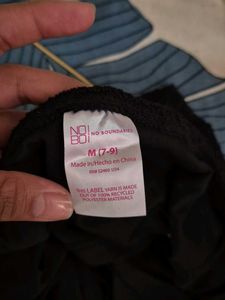 NO
BO
NO BOUNDARIES
M (7-9)
Made in/Hecho en China
THIS LABEL YARN IS MADE
OUT OF 100% RECYCLED
POLYESTER MATERIALS